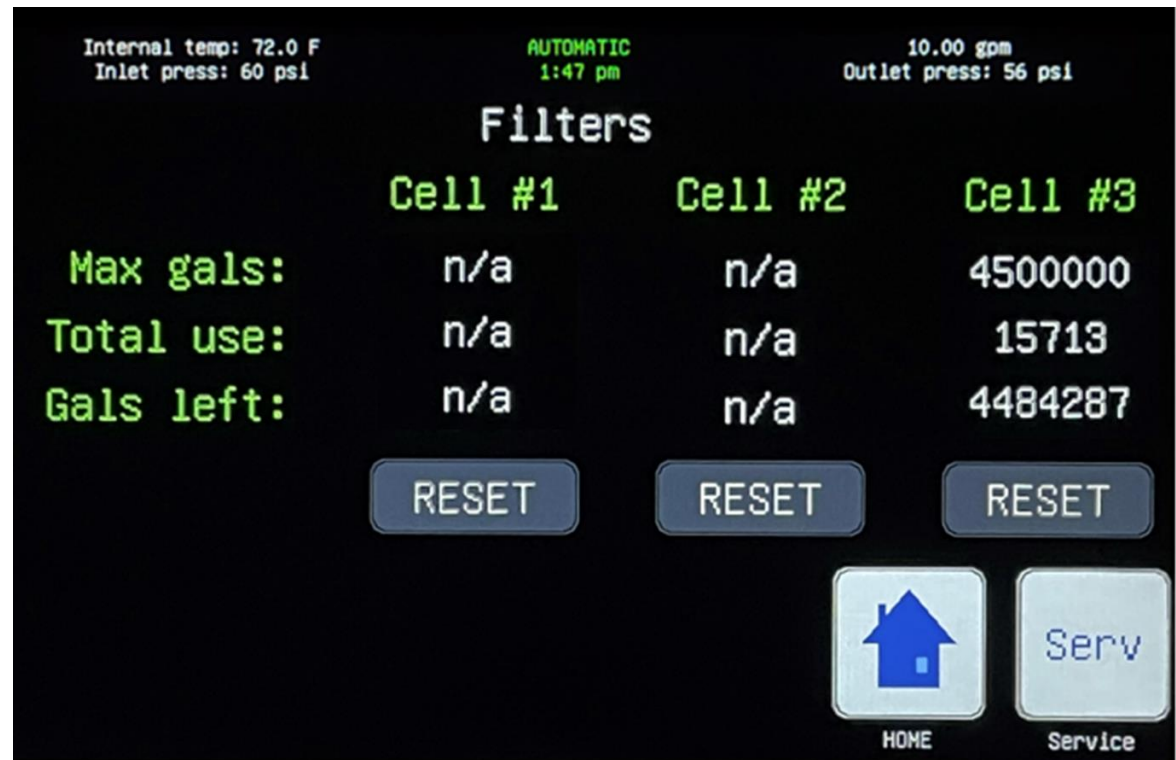 Internal temp: 72.0 F
Inlet press: 60 psi
AUTOMATIC
1:47 pm
10.00 gpm
Outlet press: 56 psi
Filters
Cell #1 Cell #2 Cell #3
Max gals: n/a n/a 4500000
Total use: n/a n/a 15713
Gals left: n/a n/a 4484287
RESET RESET RESET
Serv
HOME Service